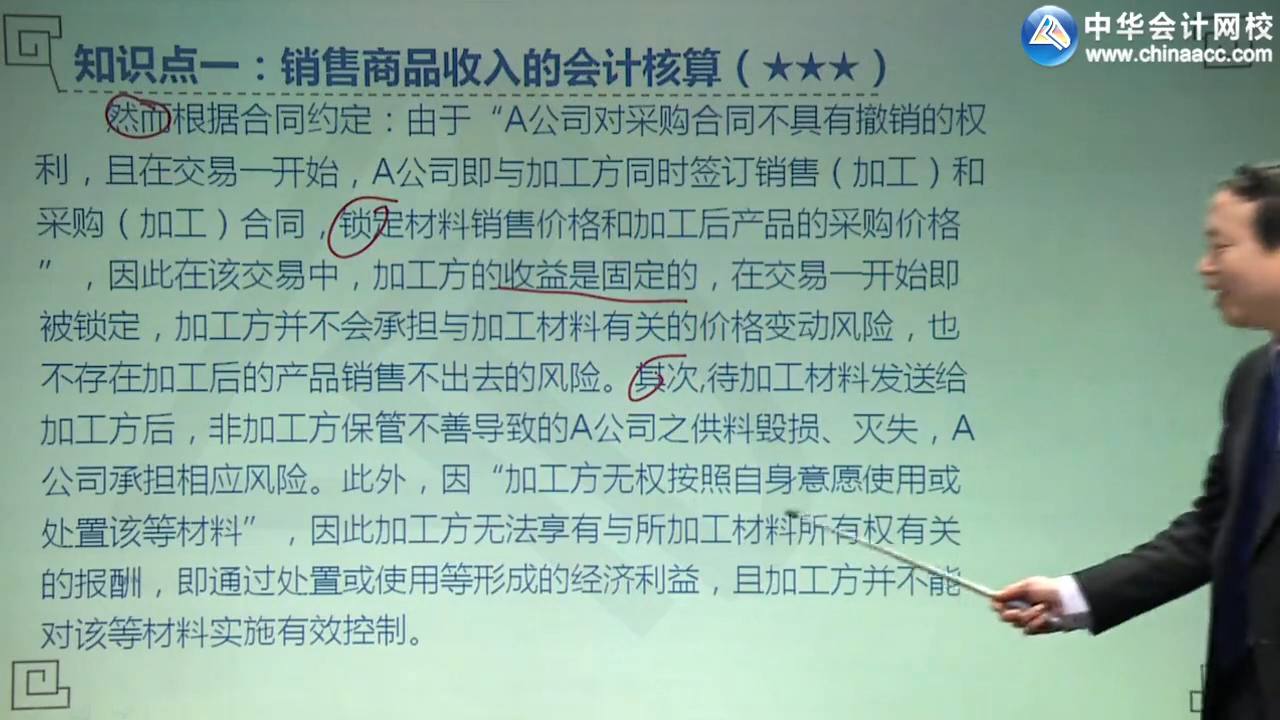 中华会计网校
www.chinaacc.com
知识点一：销售商品收入的会计核算（★★★）
然而根据合同约定：由于“A公司对采购合同不具有撤销的权
利，且在交易一开始，A公司即与加工方同时签订销售（加工）和
采购（加工）合同，锁定材料销售价格和加工后产品的采购价格
”，因此在该交易中，加工方的收益是固定的，在交易一开始即
被锁定，加工方并不会承担与加工材料有关的价格变动风险，也
不存在加工后的产品销售不出去的风险。其次,待加工材料发送给
加工方后，非加工方保管不善导致的A公司之供料毁损、灭失，A
公司承担相应风险。此外，因“加工方无权按照自身意愿使用或
处置该等材料”，因此加工方无法享有与所加工材料所有权有关
的报酬，即通过处置或使用等形成的经济利益，且加工方并不能
对该等材料实施有效控制。